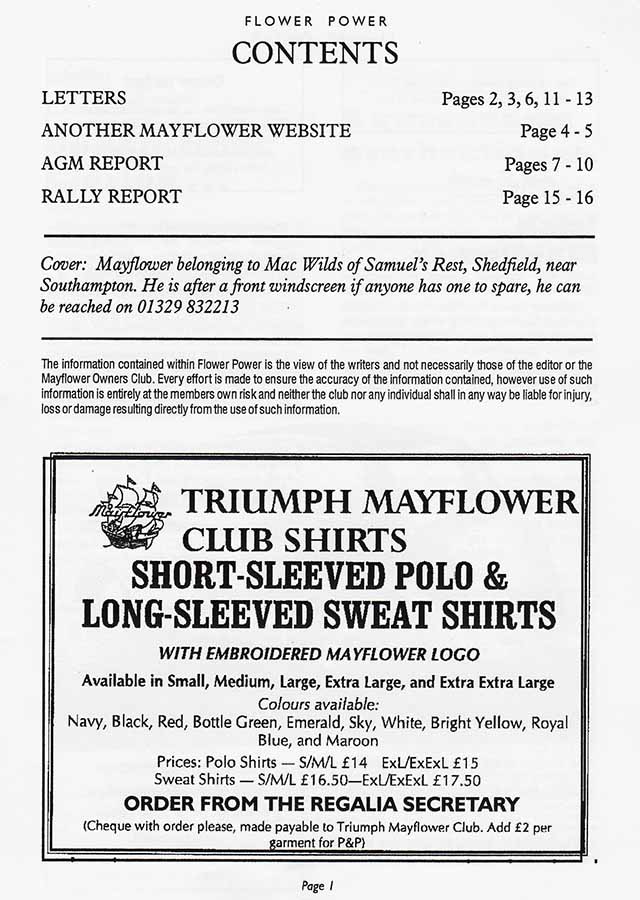 FLOWER POWER
CONTENTS
LETTERS Pages 2, 3, 6, 11 - 13
ANOTHER MAYFLOWER WEBSITE Page 4 - 5
AGM REPORT Pages 7 - 10
RALLY REPORT Page 15 - 16
Cover: Mayflower belonging to Mac Wilds of Samuel's Rest, Shedfield, near
Southampton. He is after a front windscreen if anyone has one to spare, he can
be reached on 01329 832213
The information contained within Flower Power is the view of the writers and not necessarily those of the editor or the
Mayflower Owners Club. Every effort is made to ensure the accuracy of the information contained, however use of such
information is entirely at the members own risk and neither the club nor any individual shall in any way be liable for injury,
loss or damage resulting directly from the use of such information.
Mayflower
TRIUMPH MAYFLOWER
CLUB SHIRTS
SHORT-SLEEVED POLO &
LONG-SLEEVED SWEAT SHIRTS
WITH EMBROIDERED MAYFLOWER LOGO
Available in Small, Medium, Large, Extra Large, and Extra Extra Large
Colours available:
Navy, Black, Red, Bottle Green, Emerald, Sky, White, Bright Yellow, Royal
Blue, and Maroon
Prices: Polo Shirts — S/M/L £14 ExL/ExExL £15
Sweat Shirts — S/M/L £16.50—ExL/ExExL £17.50
ORDER FROM THE REGALIA SECRETARY
(Cheque with order please, made payable to Triumph Mayflower Club. Add £2 per
garment for P&P)
Page 1